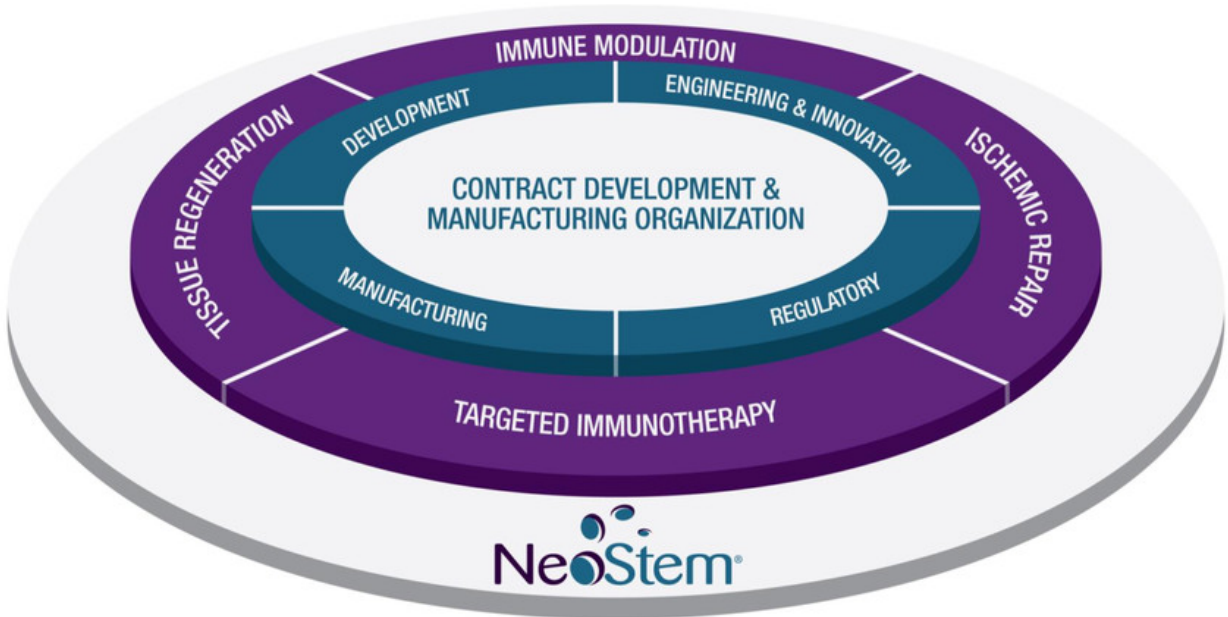 IMMUNE MODULATION
DEVELOPMENT
ENGINEERING & INNOVATION
TISSUE REGENERATION
ISCHEMIC REPAIR
CONTRACT DEVELOPMENT &
MANUFACTURING ORGANIZATION
MANUFACTURING
REGULATORY
TARGETED IMMUNOTHERAPY
NeoStem®